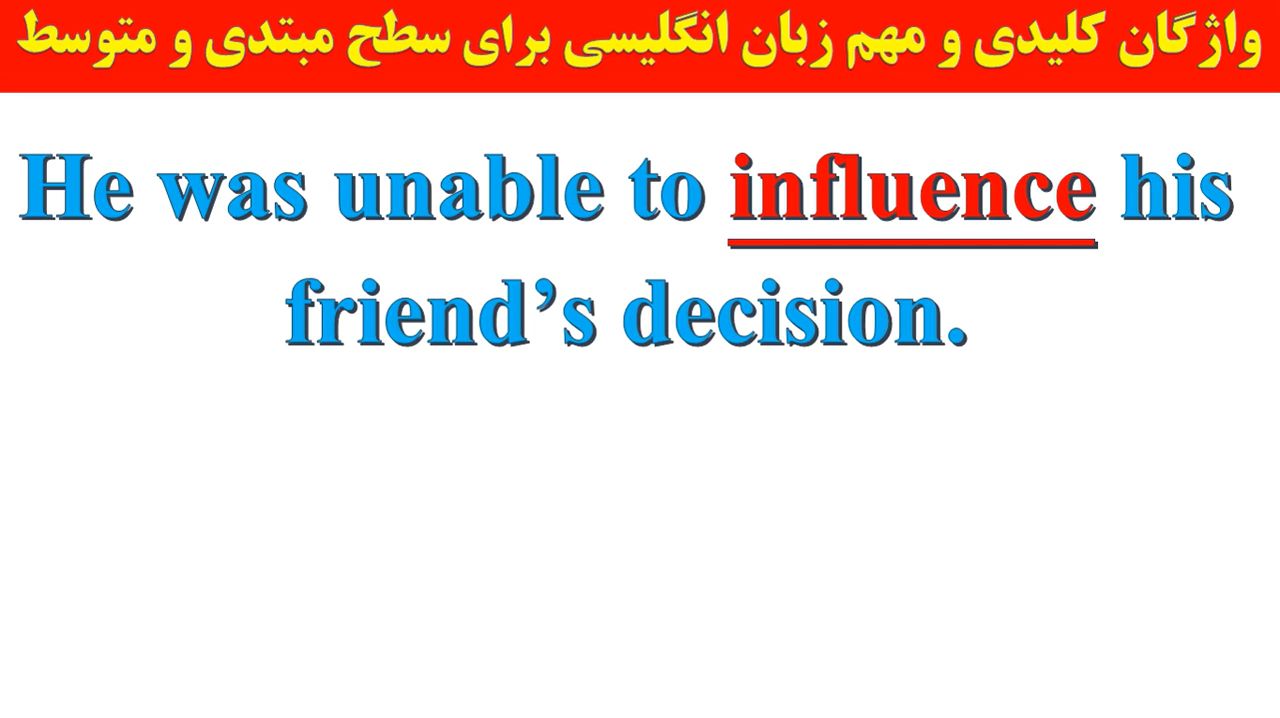 واژگان کلیدی و مهم زبان انگلیسی برای سطح مبتدی و متوسط
He was unable to influence his
friend’s decision.